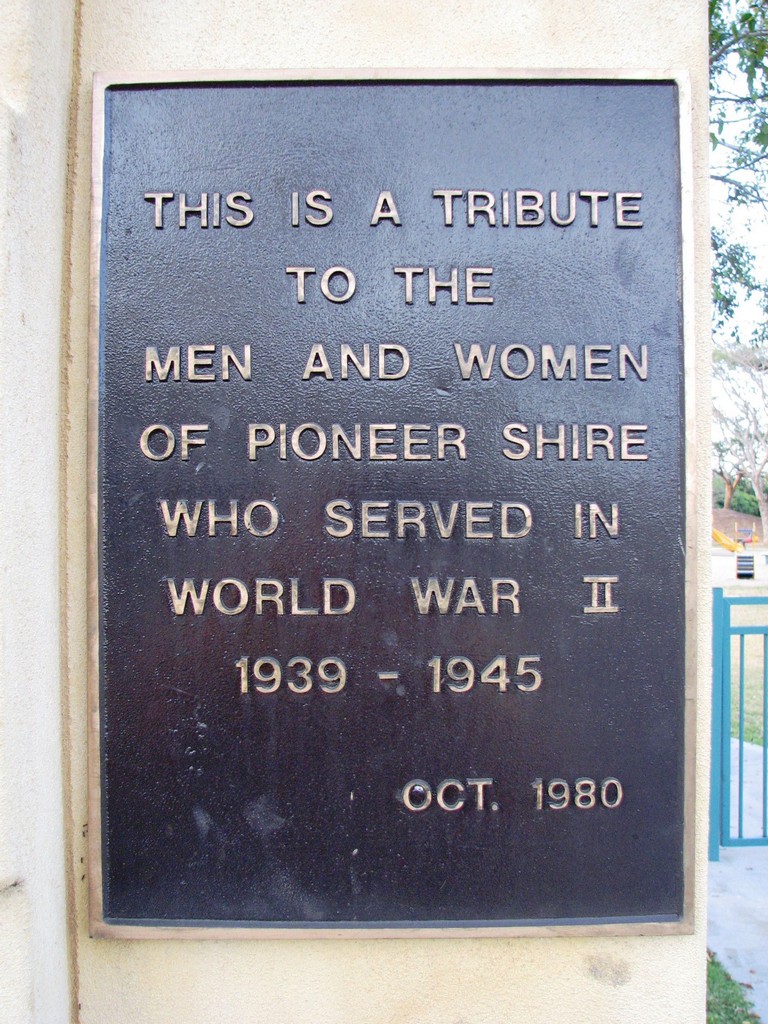 THIS IS A TRIBUTE
TO THE
MEN AND WOMEN
OF PIONEER SHIRE
WHO SERVED IN
WORLD WAR II
1939 - 1945
OCT. 1980